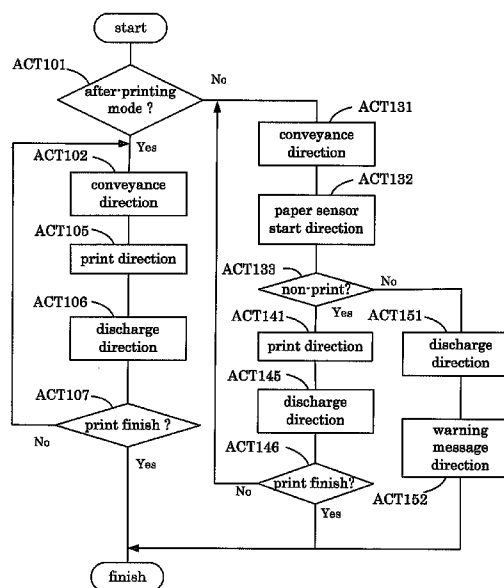 start
ACT101
after-printing
mode ?
No
Yes
ACT102
conveyance
direction
ACT105
print direction
ACT106
discharge
direction
ACT107
print finish ?
No
Yes
ACT131
conveyance
direction
ACT132
paper sensor
start direction
ACT133
non-print?
No
Yes
ACT141
print direction
ACT145
discharge
direction
ACT146
print finish?
No
Yes
ACT151
discharge
direction
warning
message
direction
ACT152
finish